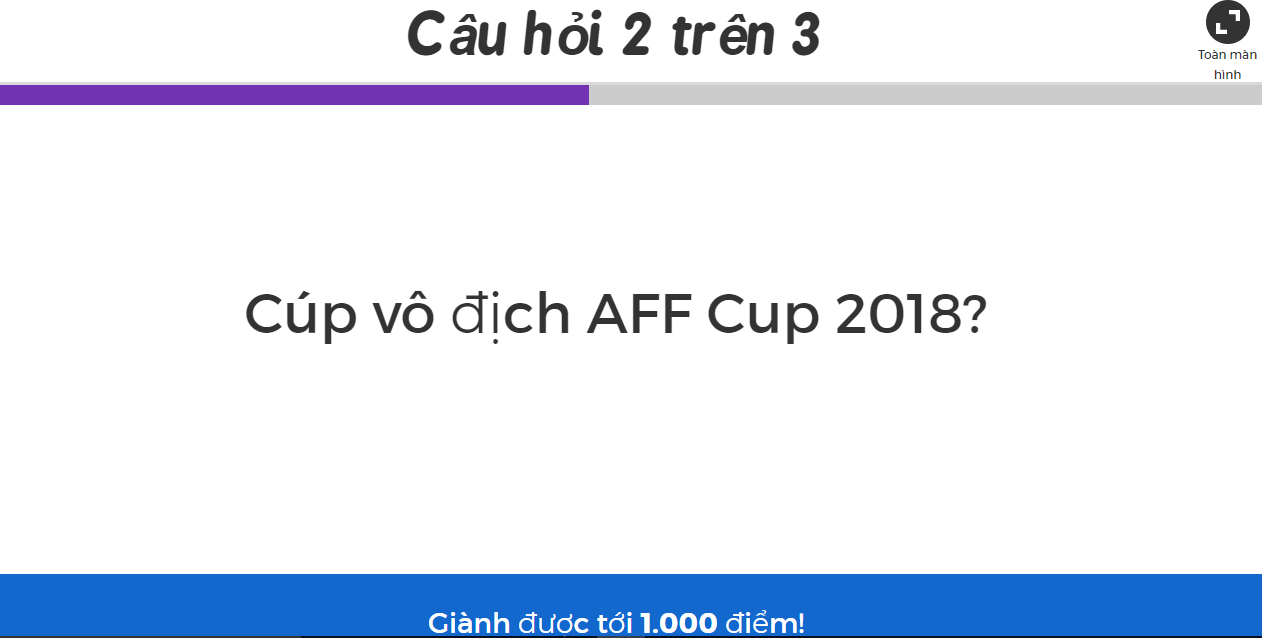 Câu hỏi 2 trên 3
Toàn màn
hình
Cúp vô địch AFF Cup 2018?
Giành được tới 1.000 điểm!